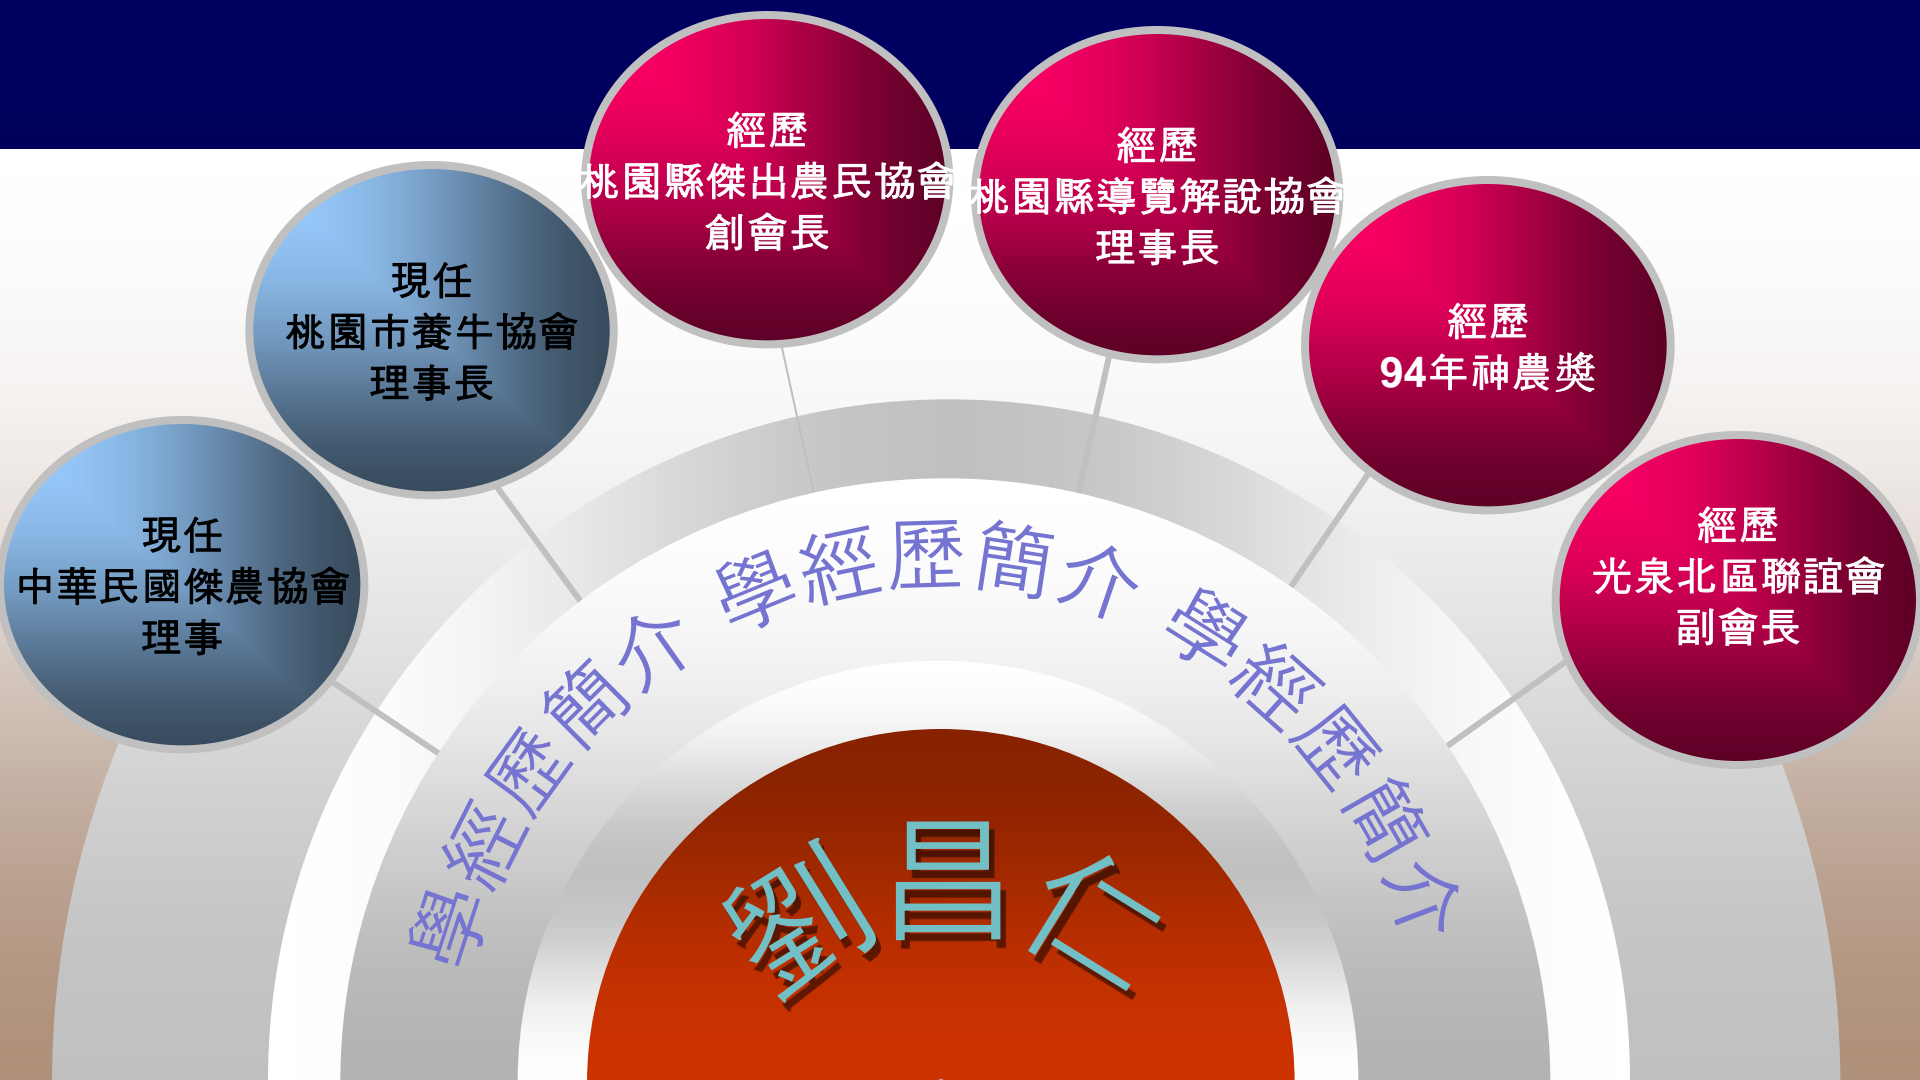 現任
中華民國傑農協會
理事
現任
桃園市養牛協會
理事長
經歷
桃園縣傑出農民協會
創會長
經歷
桃園縣導覽解說協會
理事長
經歷
94年神農獎
經歷
光泉北區聯誼會
副會長
學經歷簡介 學經歷簡介 學經歷簡介
劉昌仁